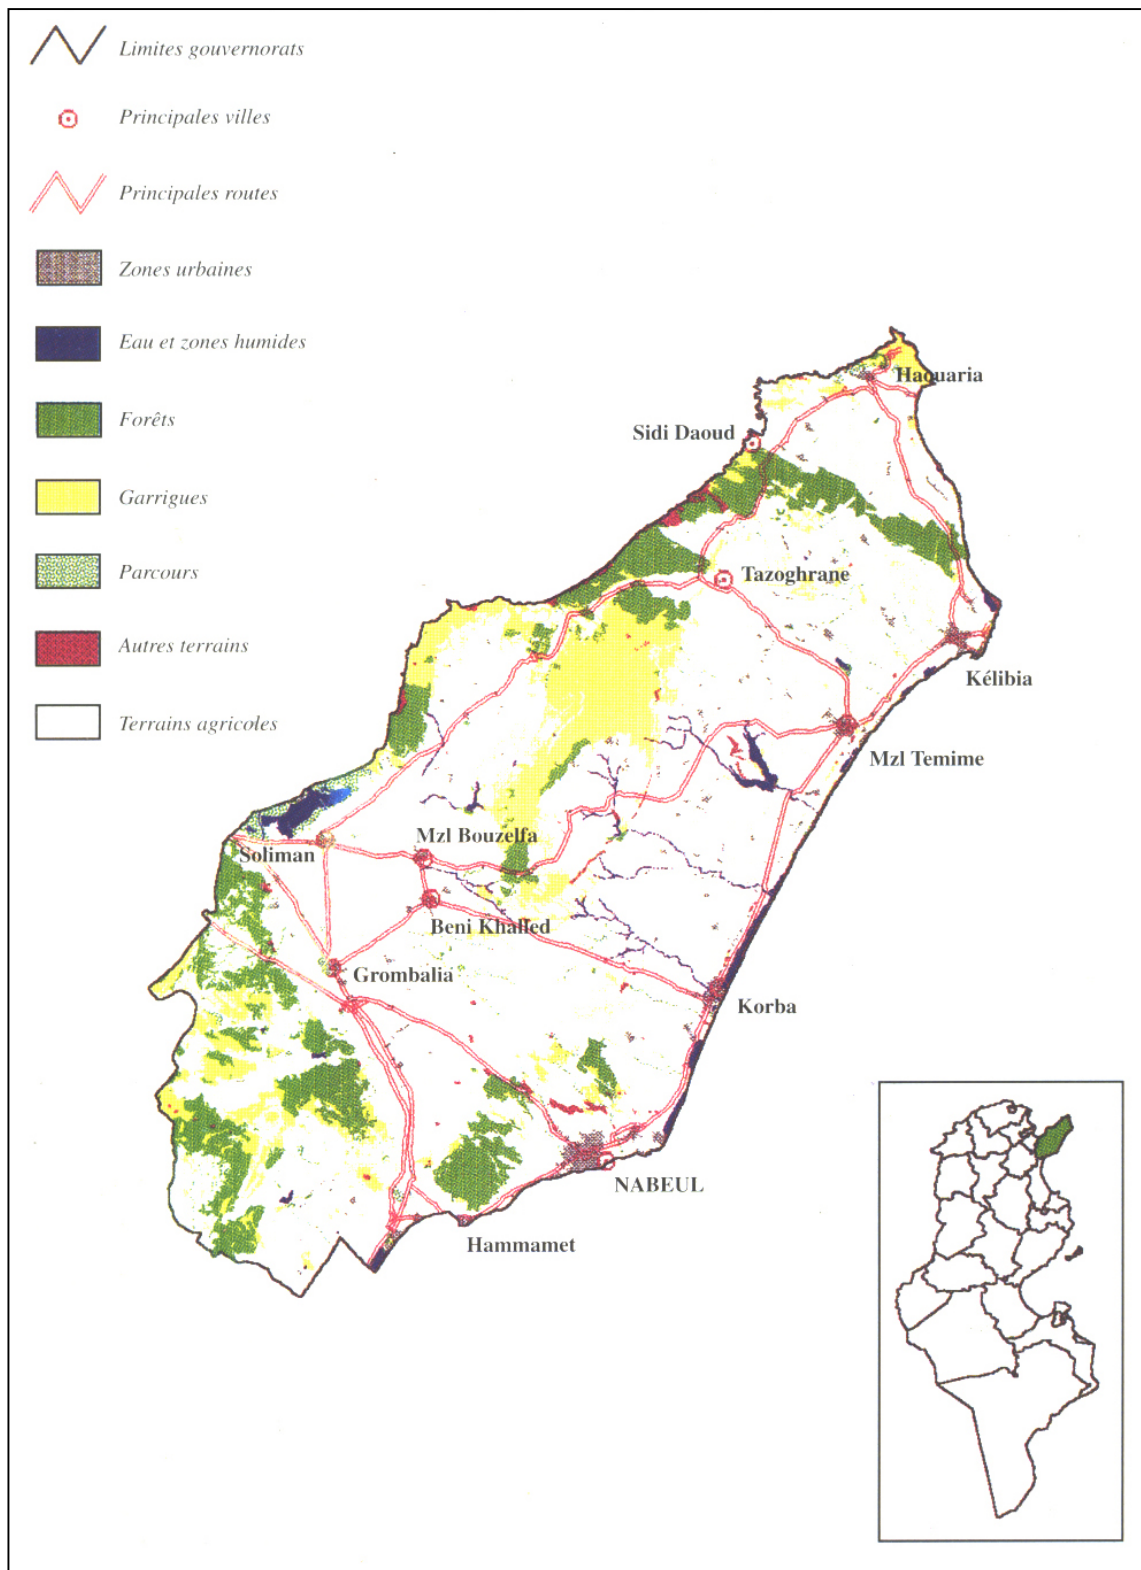 Limites gouvernorats
Principales villes
Principales routes
Zones urbaines
Eau et zones humides
Forêts
Garrigues
Parcours
Autres terrains
Terrains agricoles
Haouaria
Sidi Daoud
Tazoghrane
Kélibia
Mzl Temime
Mzl Bouzelfa
Soliman
Beni Khalled
Grombalia
Korba
NABEUL
Hammamet